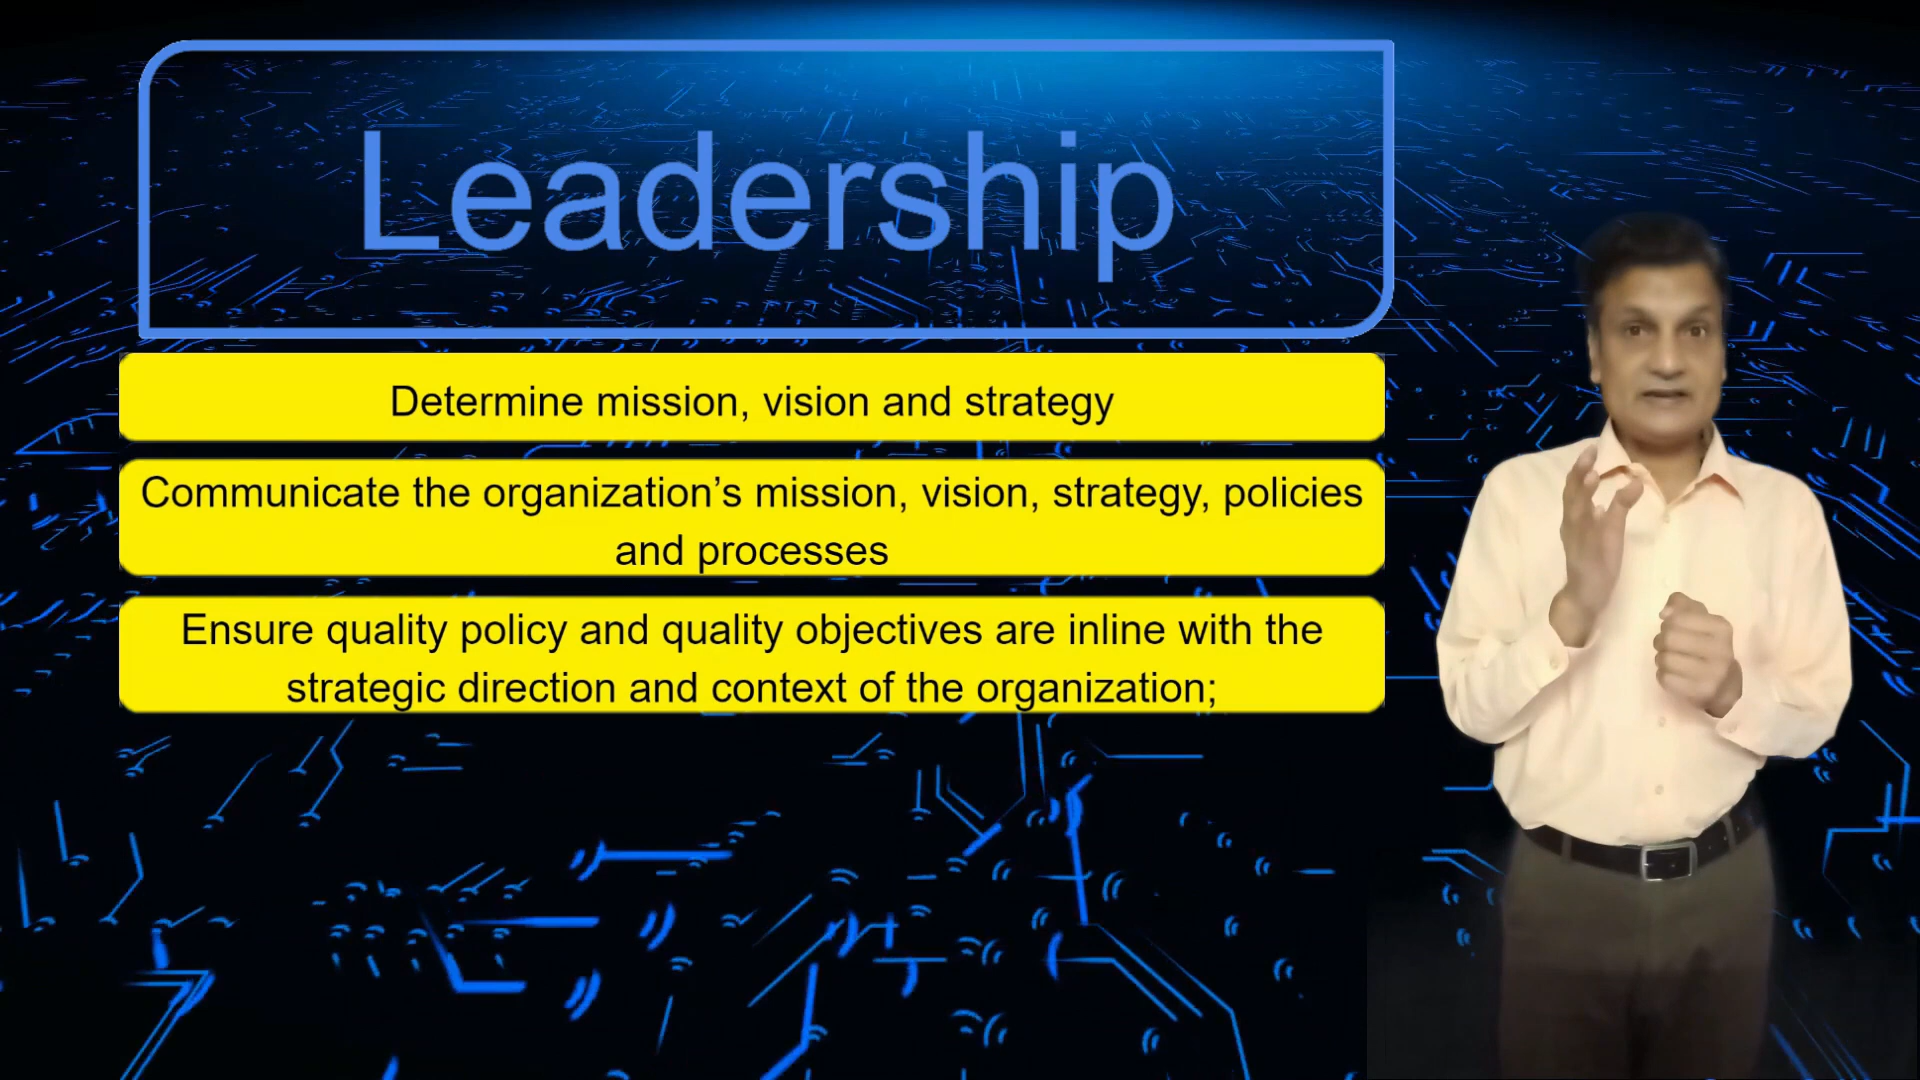 Leadership
Determine mission, vision and strategy
Communicate the organization’s mission, vision, strategy, policies
and processes
Ensure quality policy and quality objectives are inline with the
strategic direction and context of the organization;